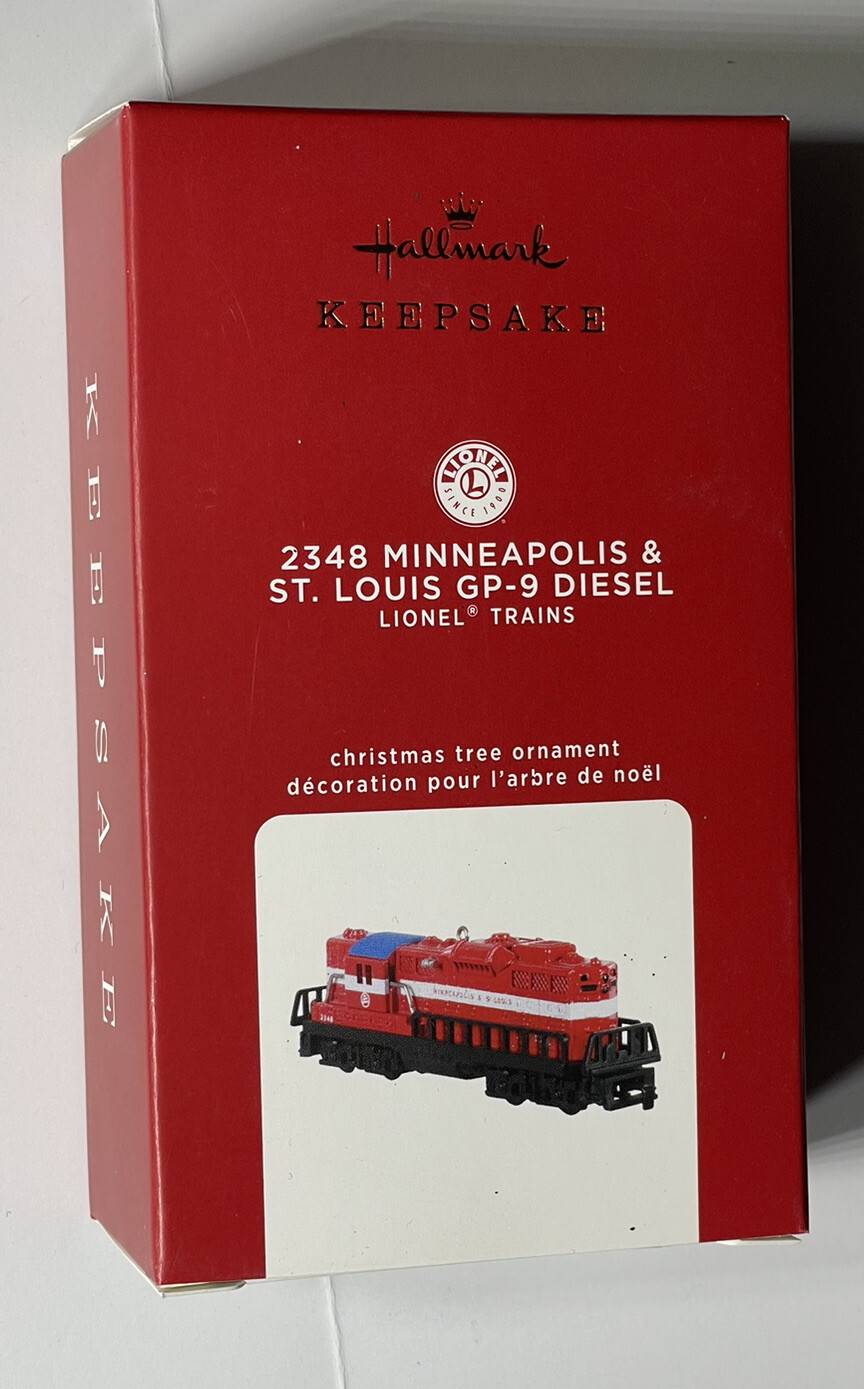 Hallmark
KEEPSAKE
LIONEL
L
SINCE 1900
®
2348 MINNEAPOLIS &
ST. LOUIS GP-9 DIESEL
LIONEL® TRAINS
christmas tree ornament
décoration pour l'arbre de noël
MINNEAPOLIS & ST LOUIS
2348
KEEPSAKE